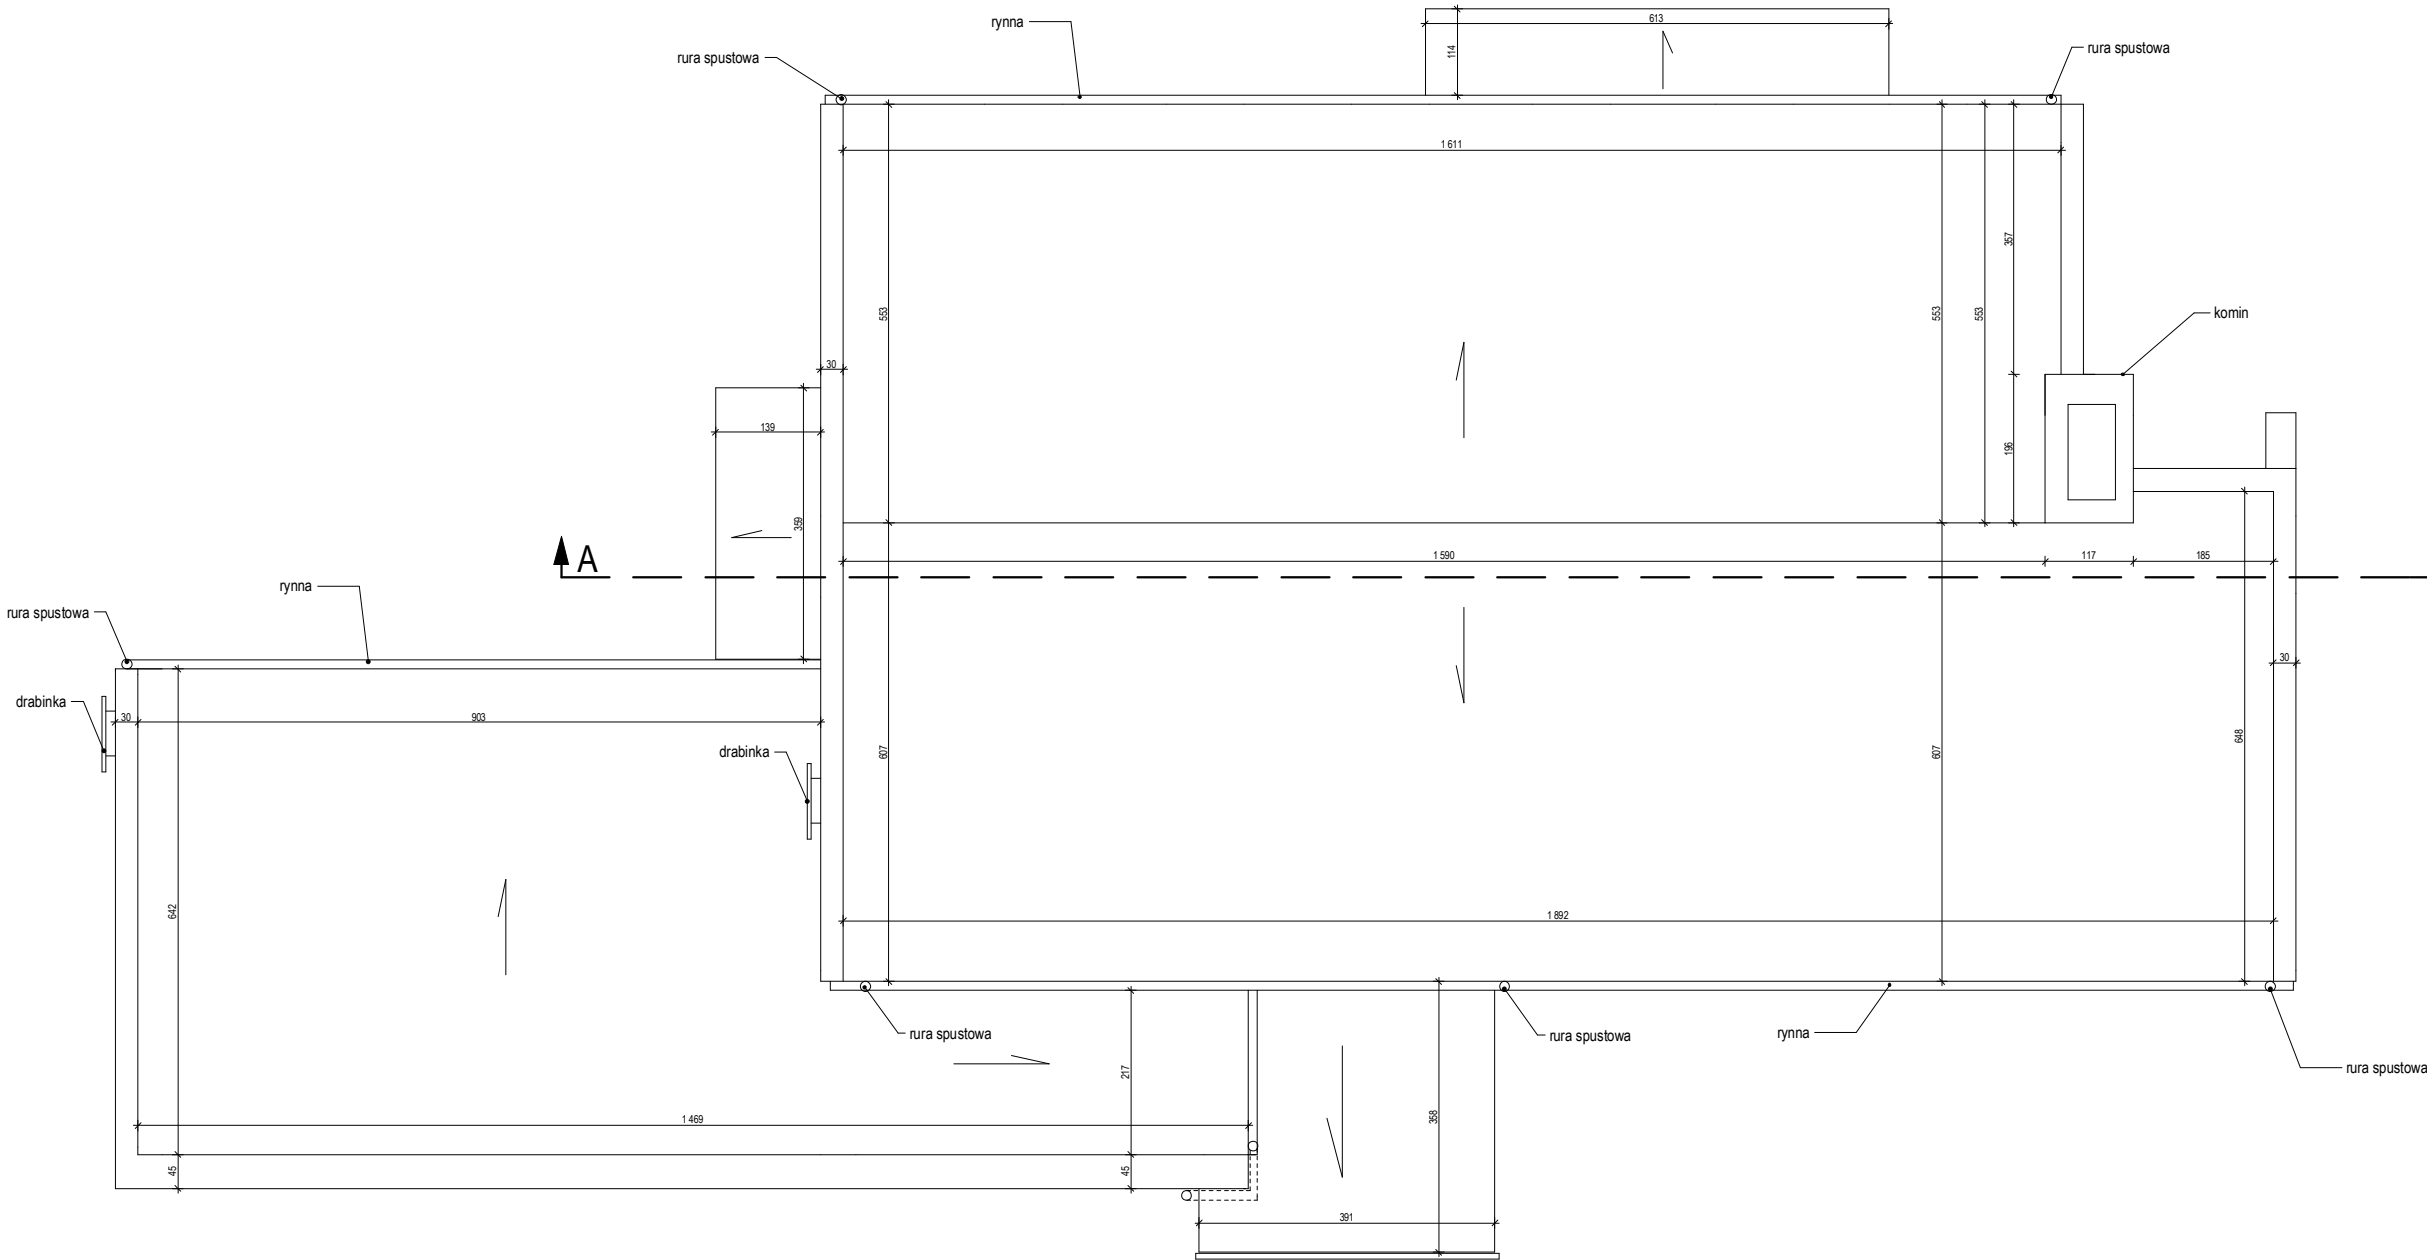 613
rynna
114
rura spustowa
rura spustowa
1 611
357
553
553
553
komin
30
139
196
359
A
1 590
117
185
rynna
rura spustowa
30
drabinka
30
903
drabinka
607
607
648
642
1 892
rura spustowa
rura spustowa
rynna
rura spustowa
217
1 469
358
45
45
391